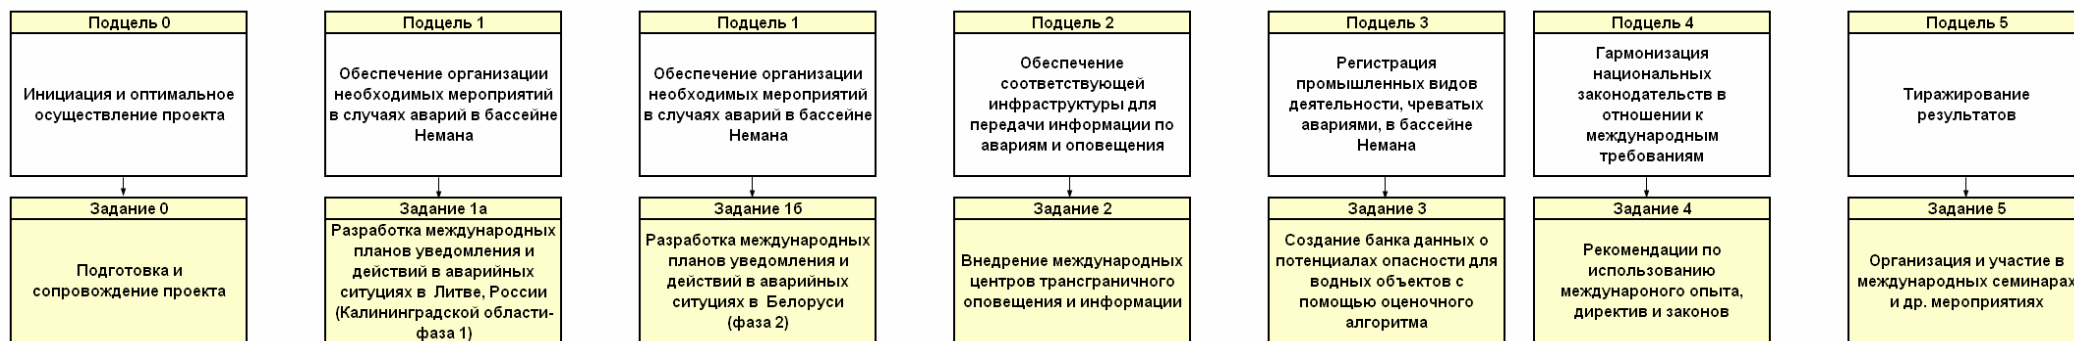 Подцель 0
Инициация и оптимальное
осуществление проекта
Задание 0
Подготовка и
сопровождение проекта
Подцель 1
Обеспечение организации
необходимых мероприятий
в случаях аварий в бассейне
Немана
Задание 1а
Разработка международных
планов уведомления и
действий в аварийных
ситуциях в Литве, России
(Калининградской области-
фаза 1)
Подцель 1
Обеспечение организации
необходимых мероприятий
в случаях аварий в бассейне
Немана
Задание 1б
Разработка международных
планов уведомления и
действий в аварийных
ситуциях в Белоруси
(фаза 2)
Подцель 2
Обеспечение
соответствующей
инфраструктуры для
передачи информации по
авариям и оповещения
Задание 2
Внедрение международных
центров трансграничного
оповещения и информации
Подцель 3
Регистрация
промышленных видов
деятельности, чреватых
авариями, в бассейне
Немана
Задание 3
Создание банка данных о
потенциалах опасности для
водных объектов с
помощью оценочного
алгоритма
Подцель 4
Гармонизация
национальных
законодательств в
отношении к
международным
требованиям
Задание 4
Рекомендации по
использованию
междунароного опыта,
директив и законов
Подцель 5
Тиражирование
результатов
Задание 5
Организация и участие в
международных семинарах
и др. мероприятиях